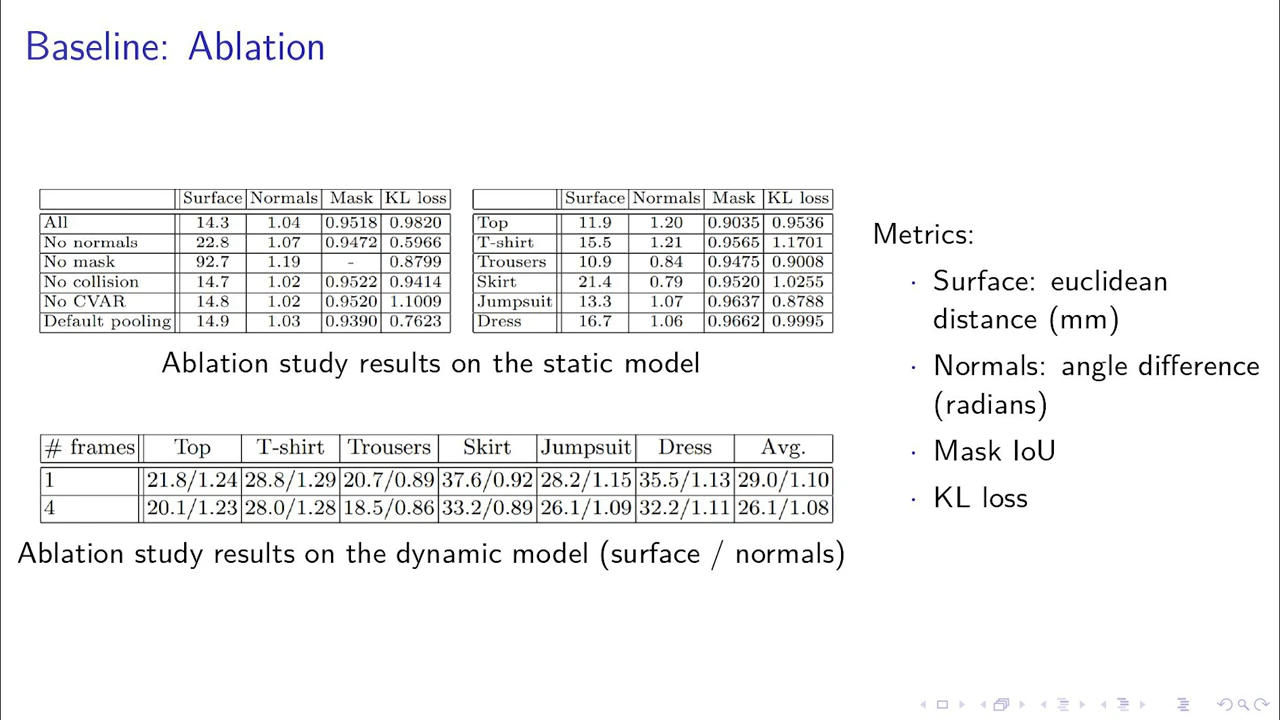 Baseline: Ablation
Surface Normals Mask KL loss
All 14.3 1.04 0.9518 0.9820
No normals 22.8 1.07 0.9472 0.5966
No mask 92.7 1.19 - 0.8799
No collision 14.7 1.02 0.9522 0.9414
No CVAR 14.8 1.02 0.9520 1.1009
Default pooling 14.9 1.03 0.9390 0.7623
Surface Normals Mask KL loss
Top 11.9 1.20 0.9035 0.9536
T-shirt 15.5 1.21 0.9565 1.1701
Trousers 10.9 0.84 0.9475 0.9008
Skirt 21.4 0.79 0.9520 1.0255
Jumpsuit 13.3 1.07 0.9637 0.8788
Dress 16.7 1.06 0.9662 0.9995
Ablation study results on the static model
# frames Top T-shirt Trousers Skirt Jumpsuit Dress Avg.
1 21.8/1.24 28.8/1.29 20.7/0.89 37.6/0.92 28.2/1.15 35.5/1.13 29.0/1.10
4 20.1/1.23 28.0/1.28 18.5/0.86 33.2/0.89 26.1/1.09 32.2/1.11 26.1/1.08
Ablation study results on the dynamic model (surface / normals)
Metrics:
· Surface: euclidean
distance (mm)
· Normals: angle difference
(radians)
· Mask IoU
· KL loss